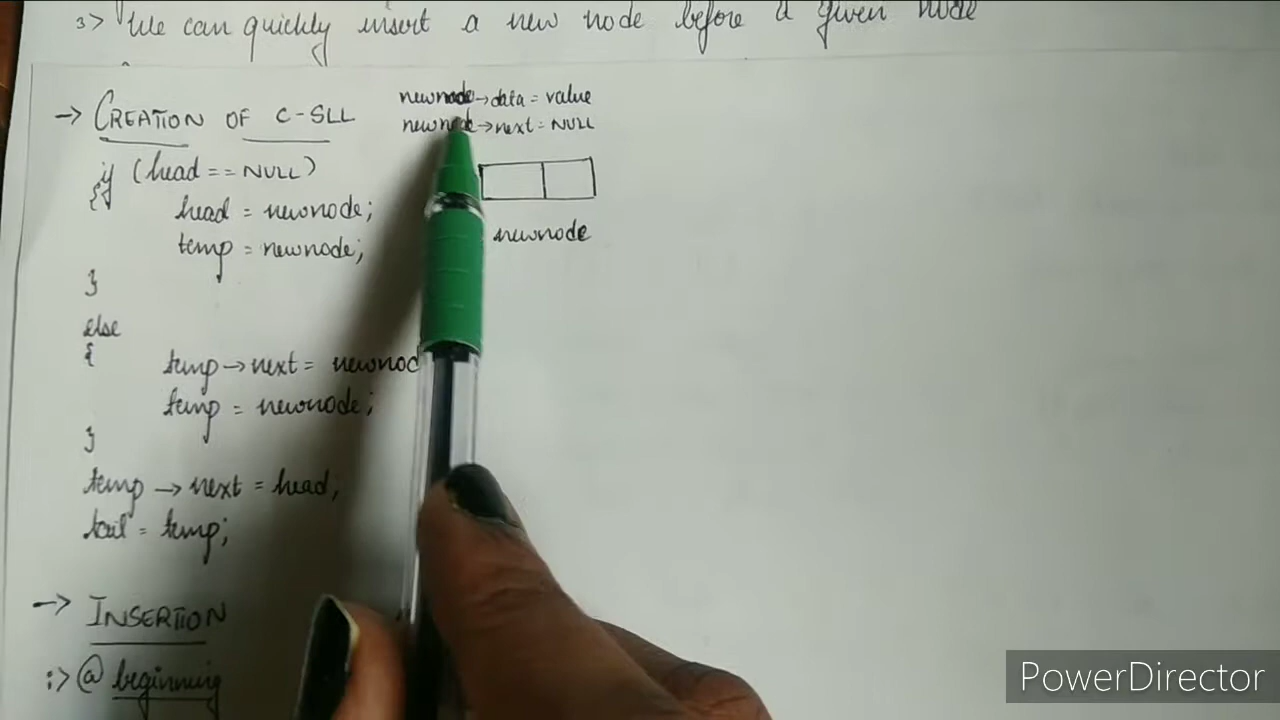 3> We can quickly insert a new node before a given node
-> CREATION OF C-SLL
newnode->data = value
newnode->next = NULL
if (head == NULL)
{
head = newnode;
temp = newnode;
}
newnode
else
{
temp->next = newnod
temp = newnode;
}
temp -> next = head;
tail = temp;
-> INSERTION
i> @ beginning
PowerDirector